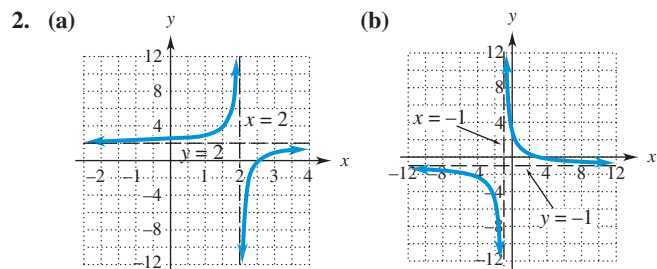 2. (a)
y
12
8
4
x = 2
y = 2
x
–2 –1 1 2 3 4
–4
–8
–12
(b)
y
12
8
4
x = –1
x
–12 –8 –4 4 12
–4
y = –1
–8
–12